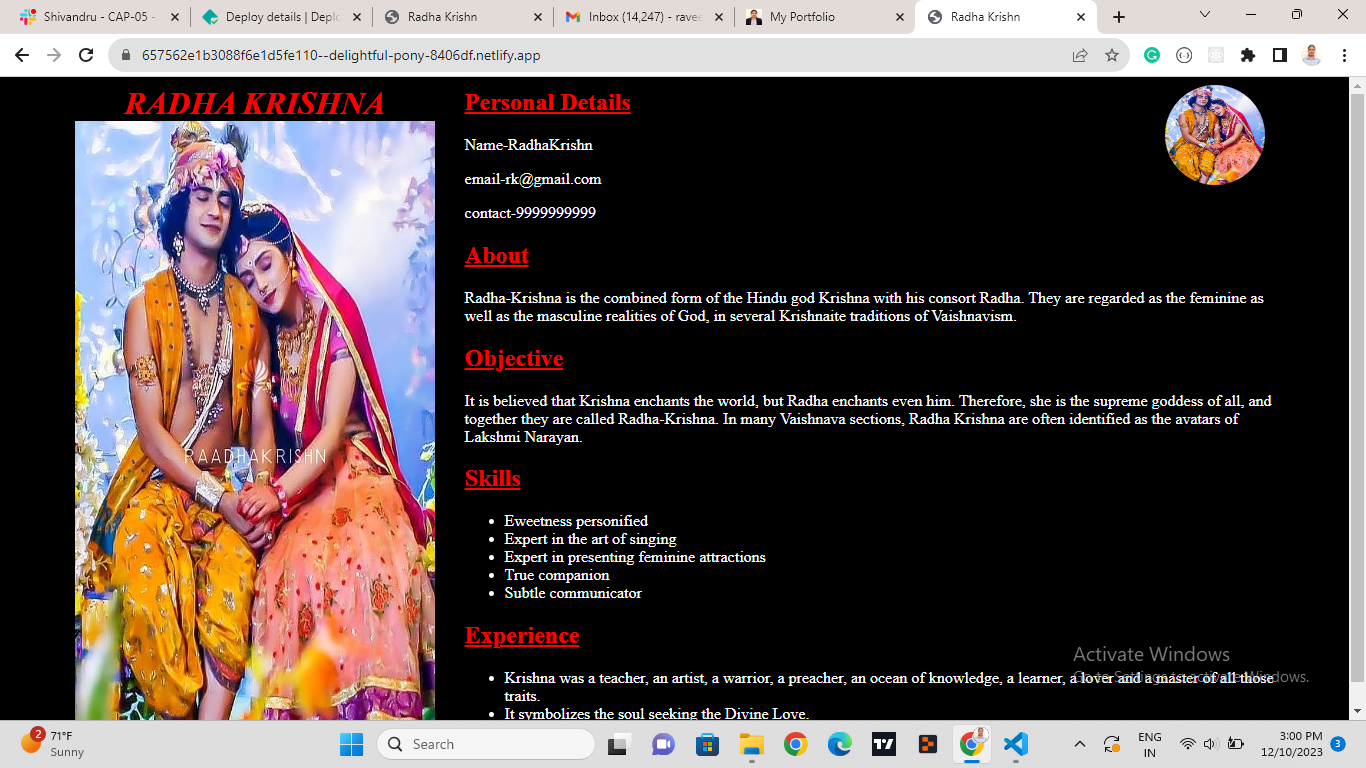 Shivandru - CAP-05 -
Deploy details | Deplo
Radha Krishn
Inbox (14,247) - ravee
My Portfolio
Radha Krishn
657562e1b3088f6e1d5fe110--delightful-pony-8406df.netlify.app
RADHA KRISHNA
RAADHAKRISHN
Personal Details
Name-RadhaKrishn
email-rk@gmail.com
contact-9999999999
About
Radha-Krishna is the combined form of the Hindu god Krishna with his consort Radha. They are regarded as the feminine as
well as the masculine realities of God, in several Krishnaite traditions of Vaishnavism.
Objective
It is believed that Krishna enchants the world, but Radha enchants even him. Therefore, she is the supreme goddess of all, and
together they are called Radha-Krishna. In many Vaishnava sections, Radha Krishna are often identified as the avatars of
Lakshmi Narayan.
Skills
• Eweetness personified
• Expert in the art of singing
• Expert in presenting feminine attractions
• True companion
• Subtle communicator
Experience
• Krishna was a teacher, an artist, a warrior, a preacher, an ocean of knowledge, a learner, a lover and a master of all those
traits.
• It symbolizes the soul seeking the Divine Love.
Activate Windows
Go to Settings to activate Windows.
2
71°F
Sunny
Search
ENG
IN
3:00 PM
12/10/2023
3